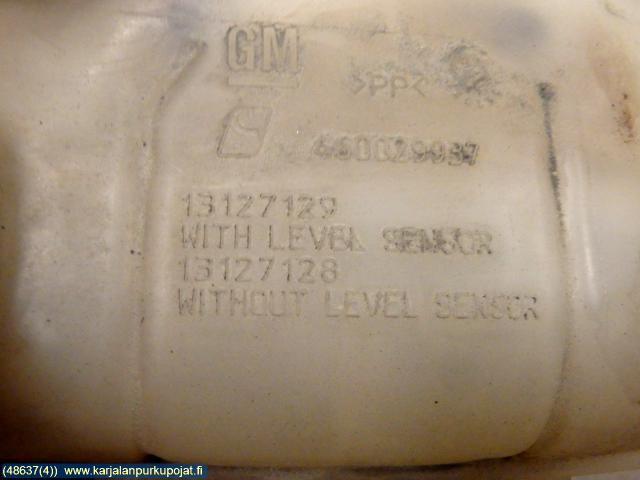 GM
>PP<
S
460029937
13127129
WITH LEVEL SENSOR
13127128
WITHOUT LEVEL SENSOR
(48637(4)) www.karjalanpurkupojat.fi